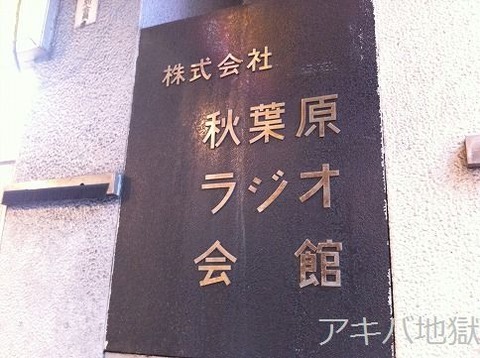 株式会社
秋葉原
ラジオ
会館
アキバ地獄